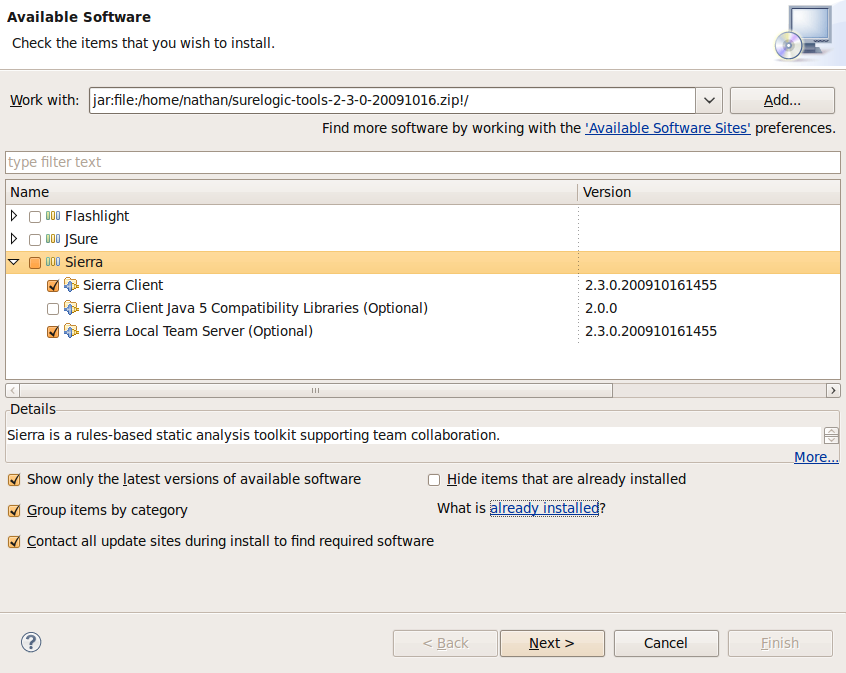 Available Software
Check the items that you wish to install.
Work with: jar:file:/home/nathan/surelogic-tools-2-3-0-20091016.zip!/ Add...
Find more software by working with the 'Available Software Sites' preferences.
type filter text
Name Version
Flashlight
JSure
Sierra
Sierra Client 2.3.0.200910161455
Sierra Client Java 5 Compatibility Libraries (Optional) 2.0.0
Sierra Local Team Server (Optional) 2.3.0.200910161455
Details
Sierra is a rules-based static analysis toolkit supporting team collaboration.
More...
Show only the latest versions of available software Hide items that are already installed
Group items by category What is already installed?
Contact all update sites during install to find required software
? < Back Next > Cancel Finish